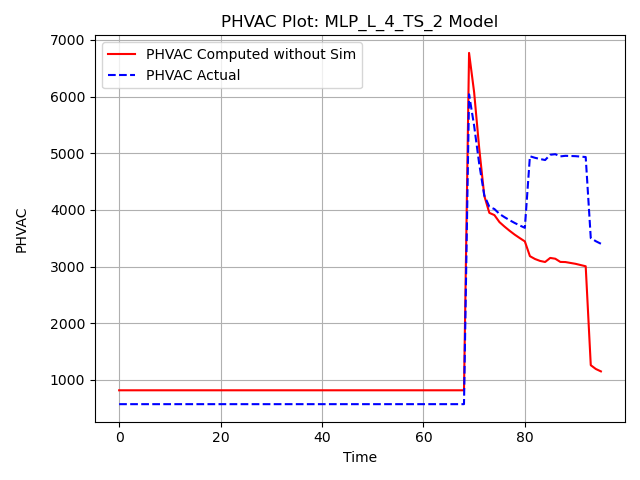 PHVAC Plot: MLP_L_4_TS_2 Model
PHVAC Computed without Sim
PHVAC Actual
PHVAC
7000
6000
5000
4000
3000
2000
1000
0 20 40 60 80
Time